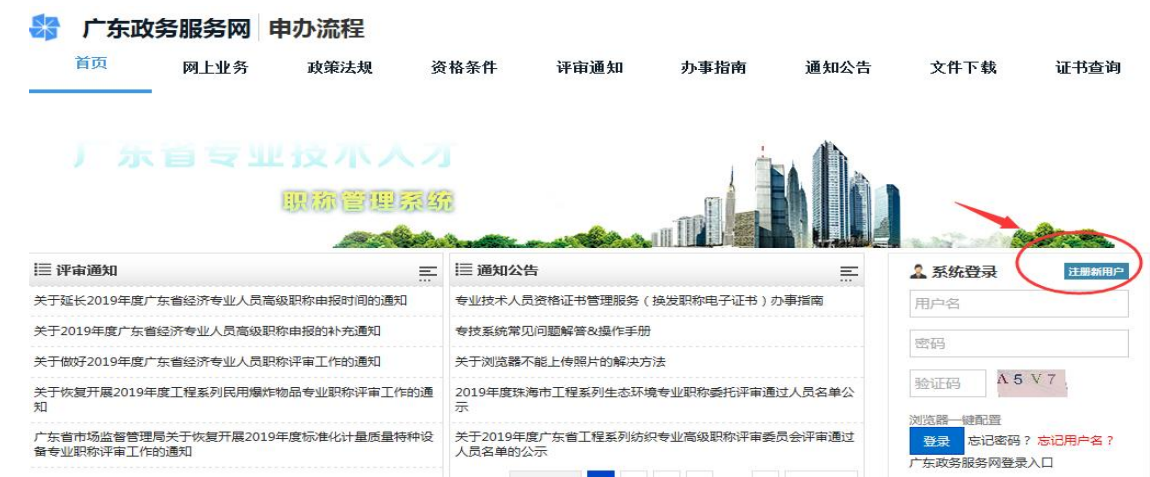 广东政务服务网 申办流程
首页 网上业务 政策法规 资格条件 评审通知 办事指南 通知公告 文件下载 证书查询
广东省专业技术人才
职称管理系统
评审通知
关于延长2019年度广东省经济专业人员高级职称申报时间的通知
关于2019年度广东省经济专业人员高级职称申报的补充通知
关于做好2019年度广东省经济专业人员职称评审工作的通知
关于恢复开展2019年度工程系列民用爆炸物品专业职称评审工作的通
知
广东省市场监督管理局关于恢复开展2019年度标准化计量质量特种设
备专业职称评审工作的通知
通知公告
专业技术人员资格证书管理服务（换发职称电子证书）办事指南
专技系统常见问题解答&操作手册
关于浏览器不能上传照片的解决方法
2019年度珠海市工程系列生态环境专业职称委托评审通过人员名单公
示
关于2019年度广东省工程系列纺织专业高级职称评审委员会评审通过
人员名单的公示
系统登录 注册新用户
用户名
密码
验证码 A5V7
浏览器一键配置
登录 忘记密码？ 忘记用户名？
广东政务服务网登录入口